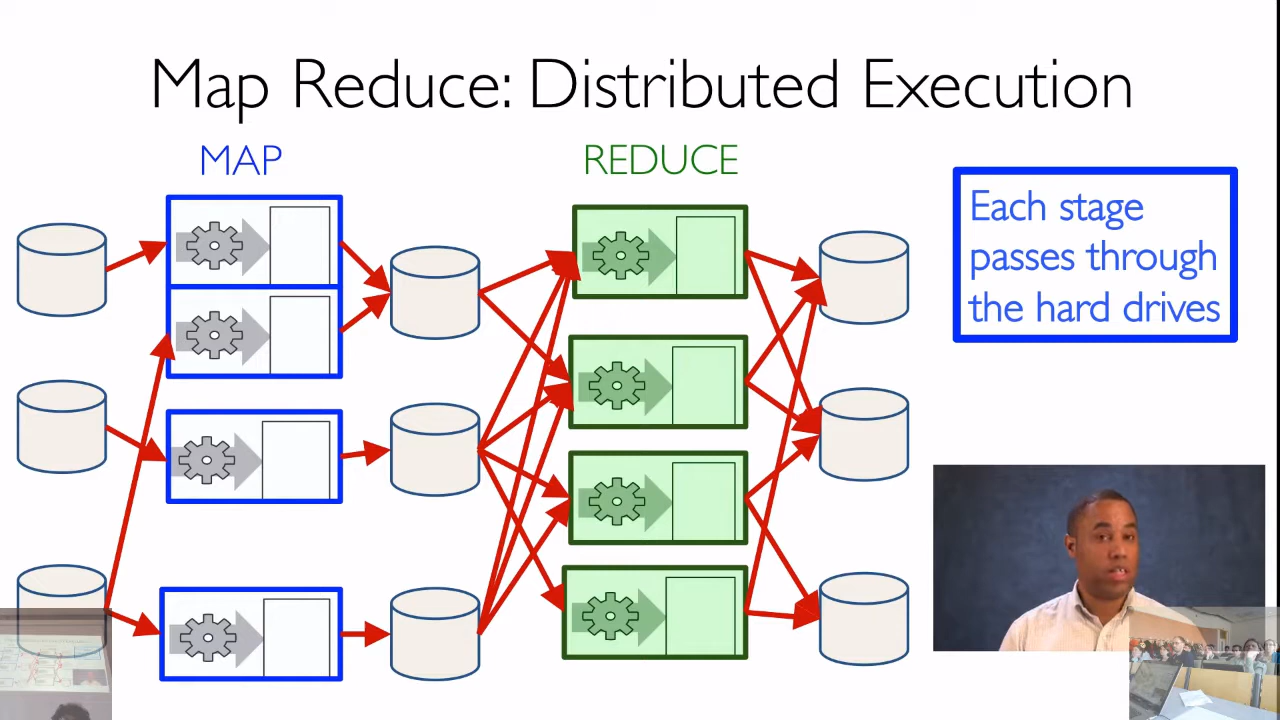 Map Reduce: Distributed Execution
MAP
REDUCE
Each stage
passes through
the hard drives